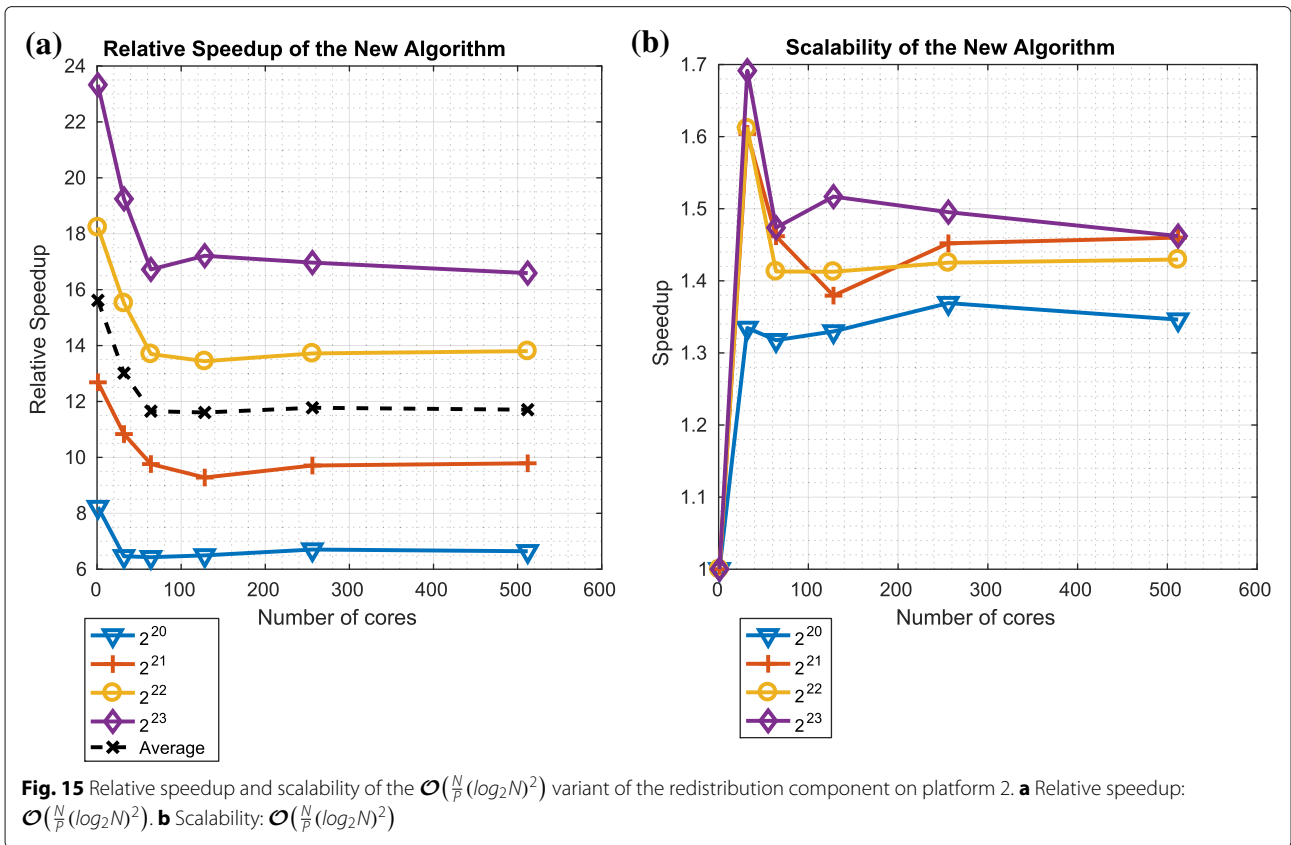 (a)
Relative Speedup of the New Algorithm
24
22
20
18
16
14
12
10
8
6
Relative Speedup
0 100 200 300 400 500 600
Number of cores
2^20
2^21
2^22
2^23
Average
(b)
Scalability of the New Algorithm
1.7
1.6
1.5
1.4
1.3
1.2
1.1
1
Speedup
0 100 200 300 400 500 600
Number of cores
2^20
2^21
2^22
2^23
Fig. 15 Relative speedup and scalability of the 𝓞(N/P (log₂N)²) variant of the redistribution component on platform 2. a Relative speedup:
𝓞(N/P (log₂N)²). b Scalability: 𝓞(N/P (log₂N)²)